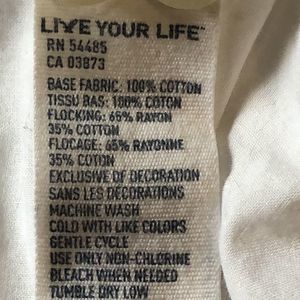 LIVE YOUR LIFE™
RN 54485
CA 03873
BASE FABRIC: 100% COTTON
TISSU BAS: 100% COTON
FLOCKING: 65% RAYON
35% COTTON
FLOCAGE: 65% RAYONNE
35% COTON
EXCLUSIVE OF DECORATION
SANS LES DECORATIONS
MACHINE WASH
COLD WITH LIKE COLORS
GENTLE CYCLE
USE ONLY NON-CHLORINE
BLEACH WHEN NEEDED
TUMBLE DRY LOW